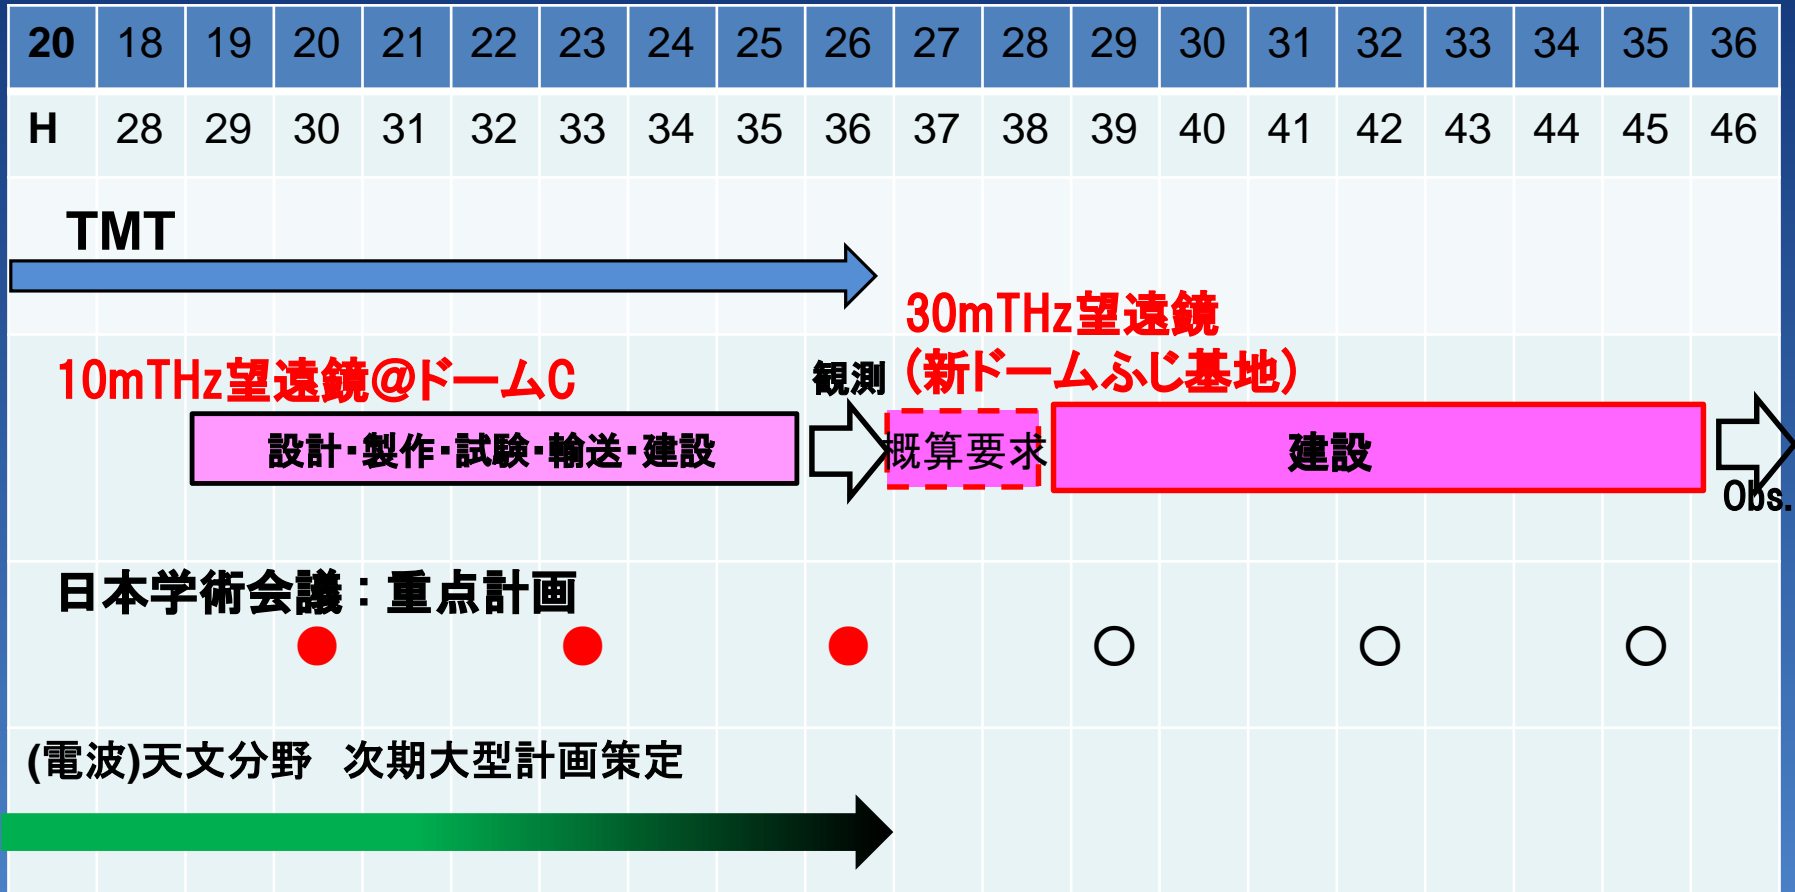 20 18 19 20 21 22 23 24 25 26 27 28 29 30 31 32 33 34 35 36
H 28 29 30 31 32 33 34 35 36 37 38 39 40 41 42 43 44 45 46
TMT
30mTHz望遠鏡
(新ドームふじ基地)
10mTHz望遠鏡@ドームC
観測
設計・製作・試験・輸送・建設
概算要求
建設
Obs.
日本学術会議：重点計画
(電波)天文分野　次期大型計画策定